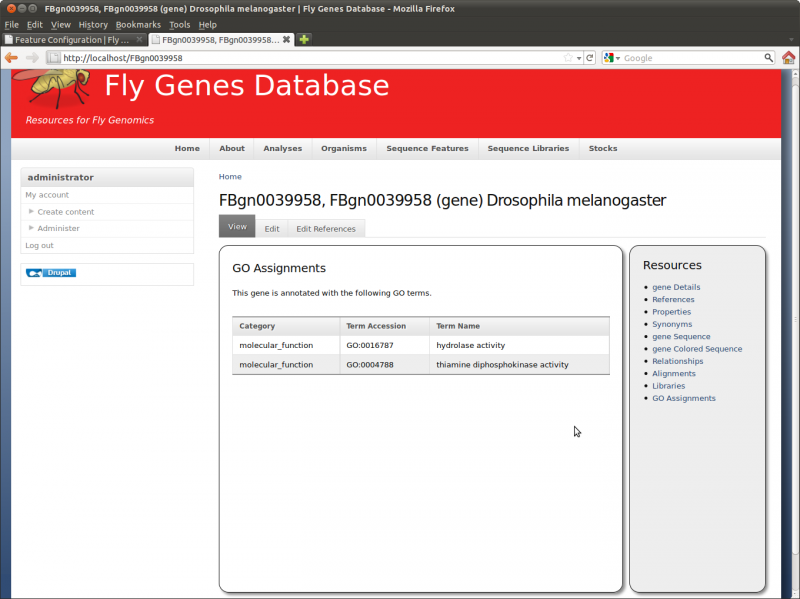 FBgn0039958, FBgn0039958 (gene) Drosophila melanogaster | Fly Genes Database - Mozilla Firefox
File Edit View History Bookmarks Tools Help
Feature Configuration | Fly ... FBgn0039958, FBgn0039958...
http://localhost/FBgn0039958 Google
Fly Genes Database
Resources for Fly Genomics
Home About Analyses Organisms Sequence Features Sequence Libraries Stocks
administrator
My account
Create content
Administer
Log out
Drupal
Home
FBgn0039958, FBgn0039958 (gene) Drosophila melanogaster
View Edit Edit References
GO Assignments
This gene is annotated with the following GO terms.
Category Term Accession Term Name
molecular_function GO:0016787 hydrolase activity
molecular_function GO:0004788 thiamine diphosphokinase activity
Resources
gene Details
References
Properties
Synonyms
gene Sequence
gene Colored Sequence
Relationships
Alignments
Libraries
GO Assignments